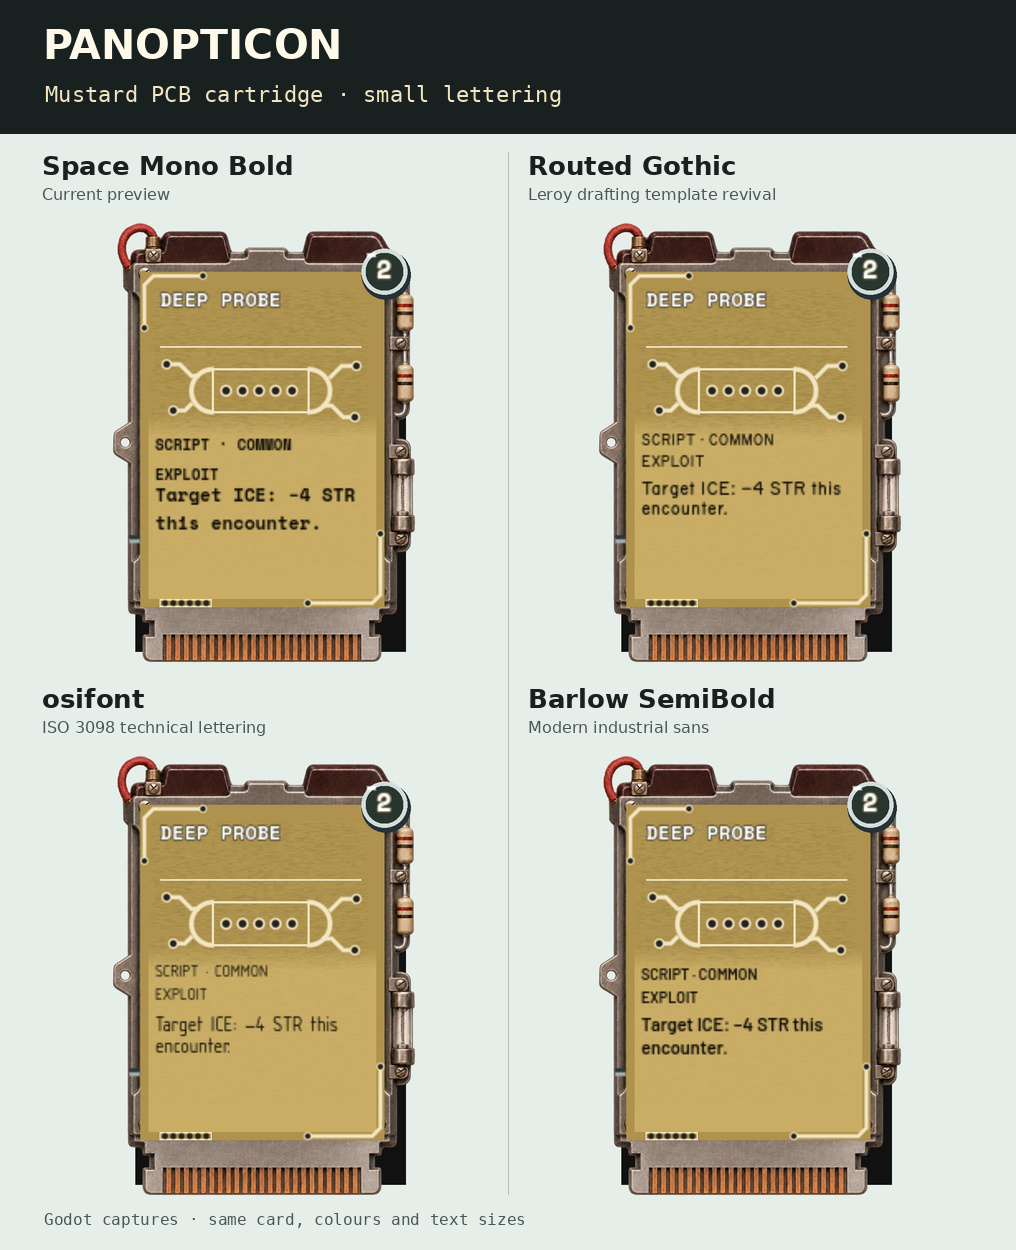 PANOPTICON
Mustard PCB cartridge · small lettering
Space Mono Bold
Current preview
2
DEEP PROBE
SCRIPT · COMMON
EXPLOIT
Target ICE: -4 STR
this encounter.
Routed Gothic
Leroy drafting template revival
2
DEEP PROBE
SCRIPT · COMMON
EXPLOIT
Target ICE: −4 STR this
encounter.
osifont
ISO 3098 technical lettering
2
DEEP PROBE
SCRIPT · COMMON
EXPLOIT
Target ICE: −4 STR this
encounter.
Barlow SemiBold
Modern industrial sans
2
DEEP PROBE
SCRIPT · COMMON
EXPLOIT
Target ICE: −4 STR this
encounter.
Godot captures · same card, colours and text sizes